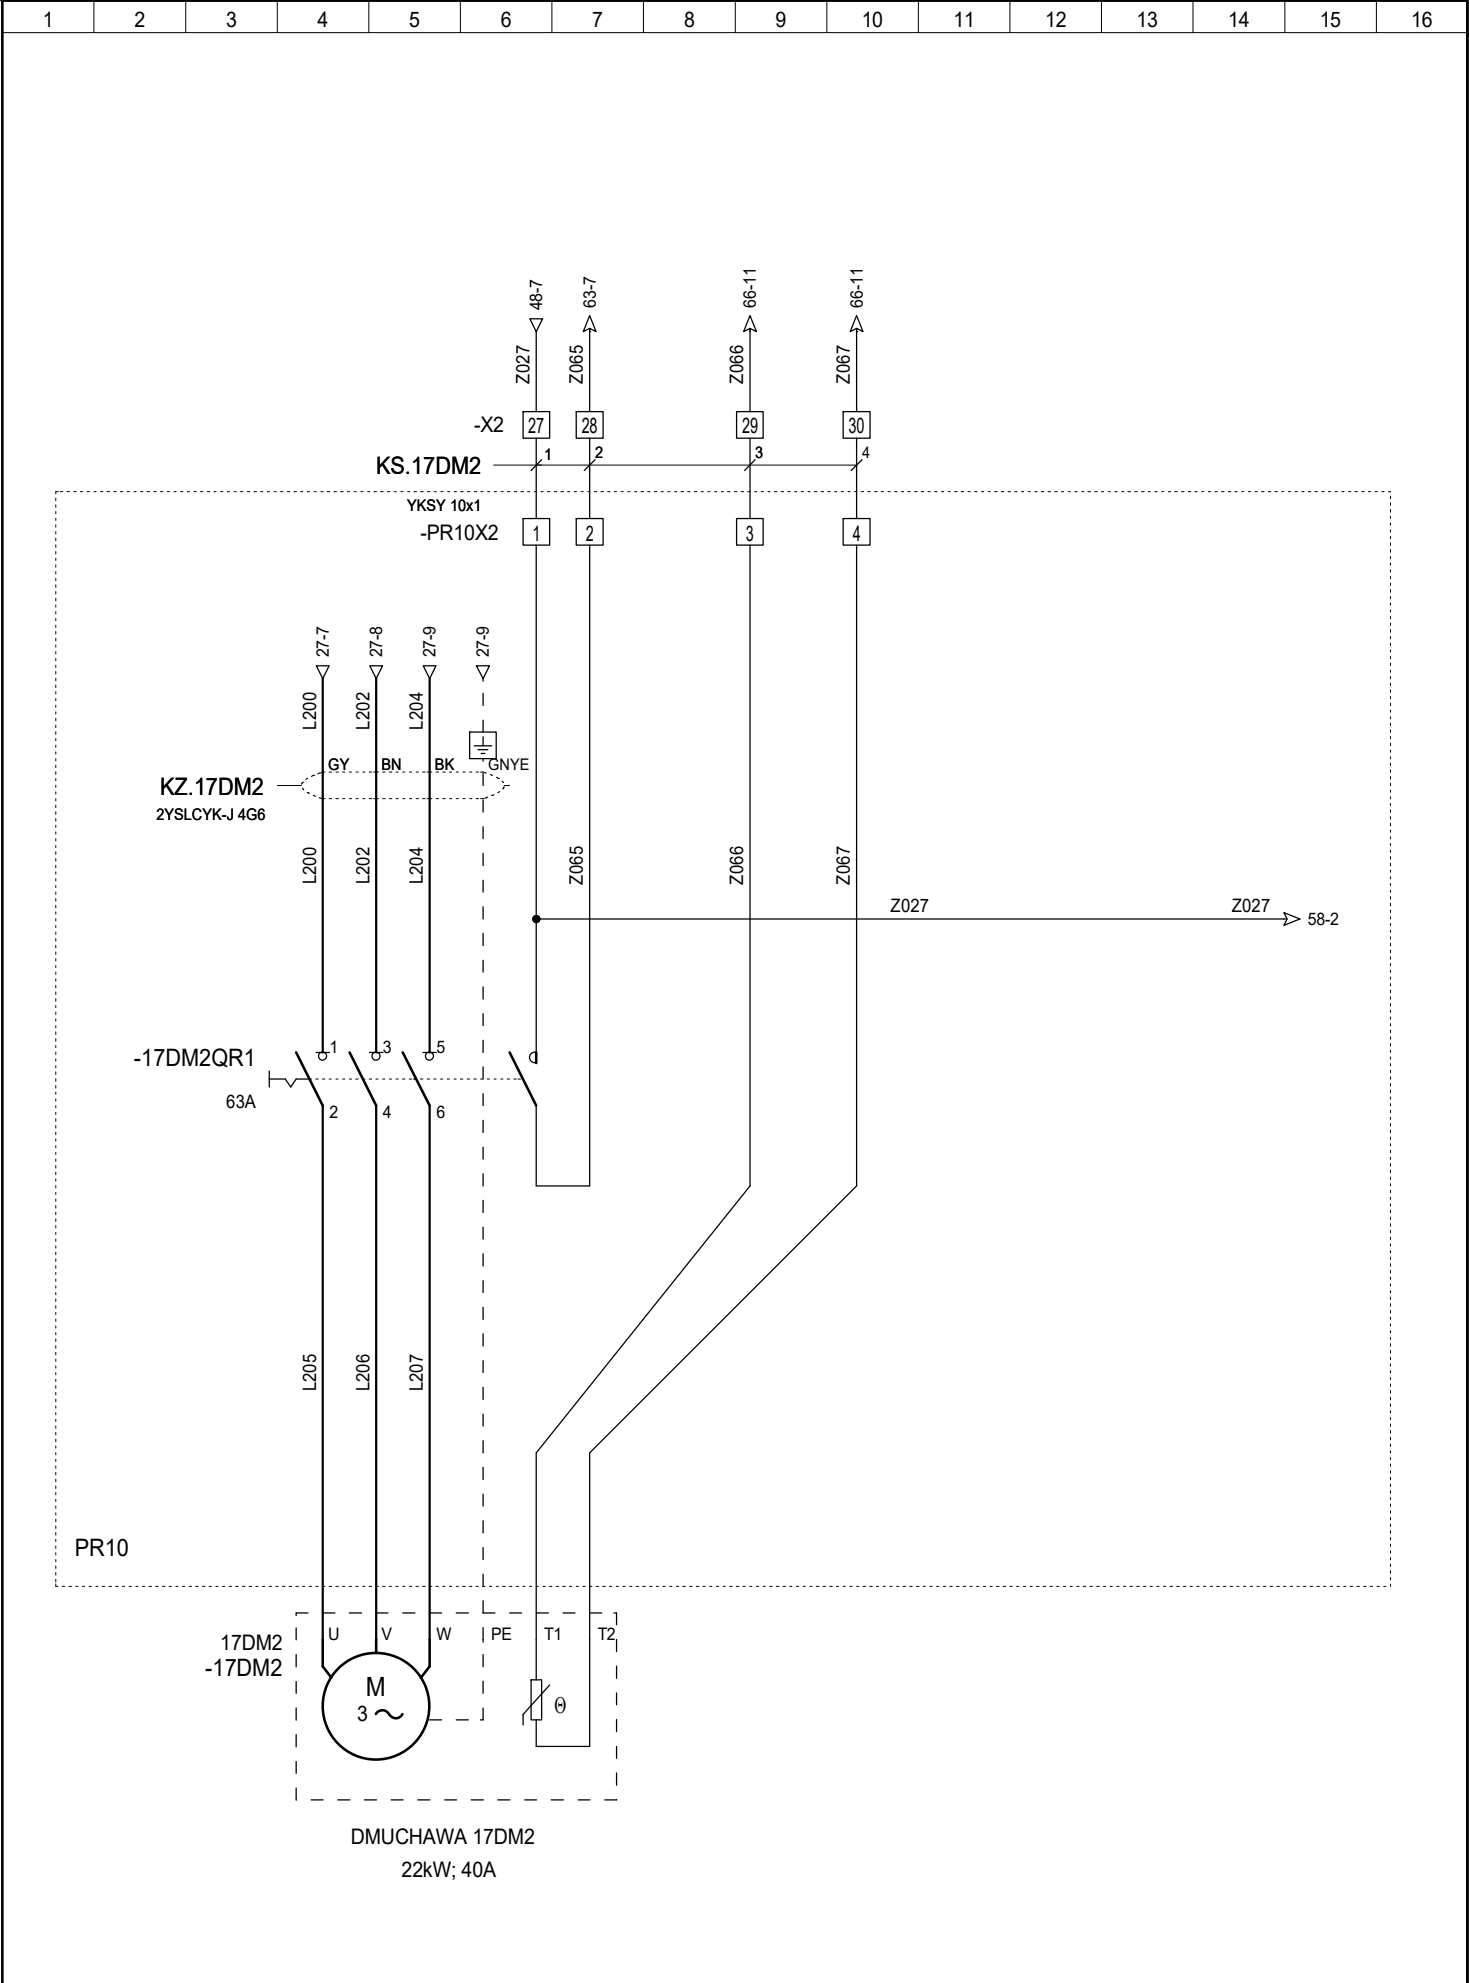 1 2 3 4 5 6 7 8 9 10 11 12 13 14 15 16
48-7 63-7 66-11 66-11
Z027 Z065 Z066 Z067
-X2 27 28 29 30
1 2 3 4
KS.17DM2
YKSY 10x1
-PR10X2 1 2 3 4
27-7 27-8 27-9 27-9
L200 L202 L204
GY BN BK GNYE
KZ.17DM2
2YSLCYK-J 4G6
L200 L202 L204 Z065 Z066 Z067
Z027 Z027 58-2
-17DM2QR1 1 3 5
63A 2 4 6
L205 L206 L207
PR10
17DM2 U V W PE T1 T2
-17DM2
M
3 Θ
DMUCHAWA 17DM2
22kW; 40A